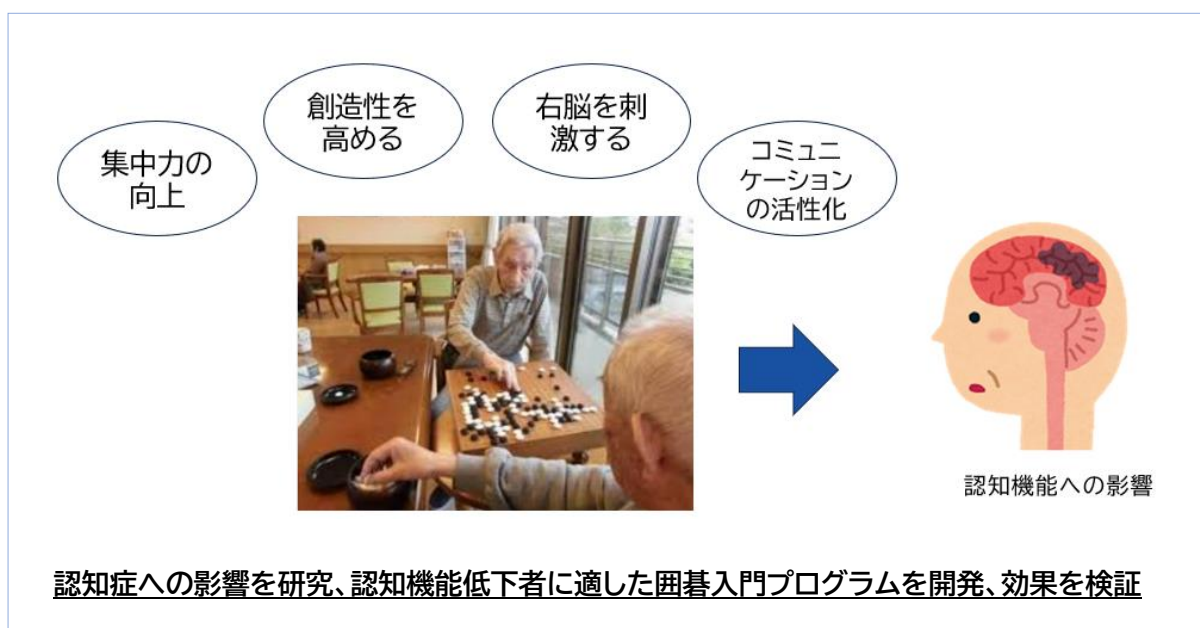 集中力の
向上
創造性を
高める
右脳を刺
激する
コミュニ
ケーション
の活性化
認知機能への影響
認知症への影響を研究、認知機能低下者に適した囲碁入門プログラムを開発、効果を検証